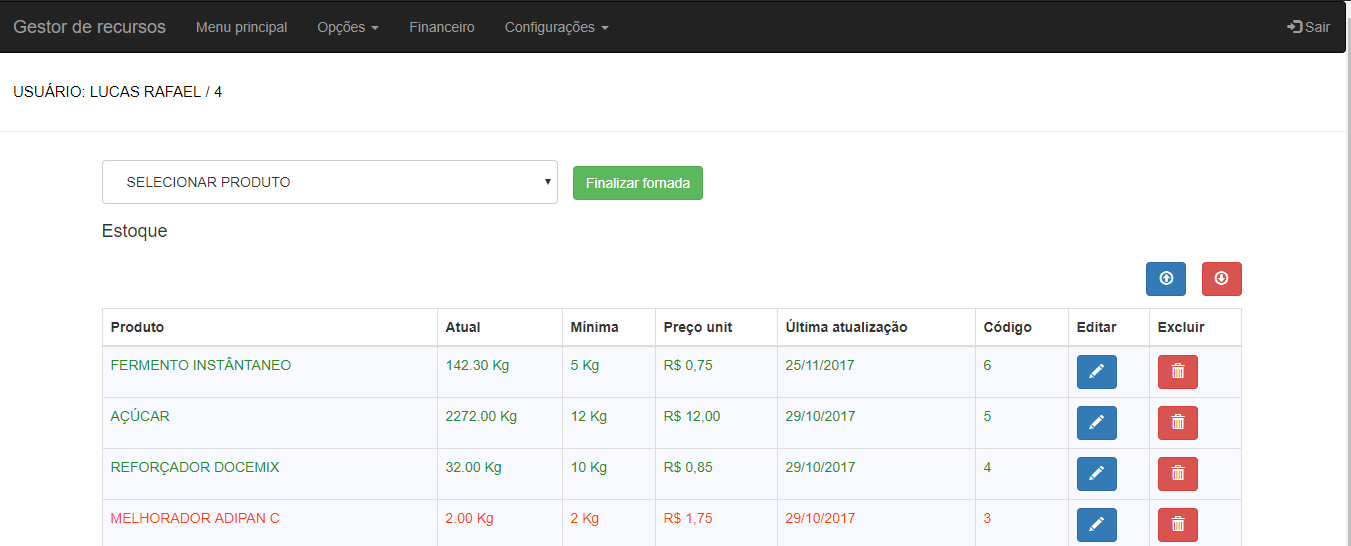 Gestor de recursos Menu principal Opções Financeiro Configurações Sair
USUÁRIO: LUCAS RAFAEL / 4
SELECIONAR PRODUTO Finalizar fornada
Estoque
Produto Atual Mínima Preço unit Última atualização Código Editar Excluir
FERMENTO INSTÂNTANEO 142.30 Kg 5 Kg R$ 0,75 25/11/2017 6
AÇÚCAR 2272.00 Kg 12 Kg R$ 12,00 29/10/2017 5
REFORÇADOR DOCEMIX 32.00 Kg 10 Kg R$ 0,85 29/10/2017 4
MELHORADOR ADIPAN C 2.00 Kg 2 Kg R$ 1,75 29/10/2017 3